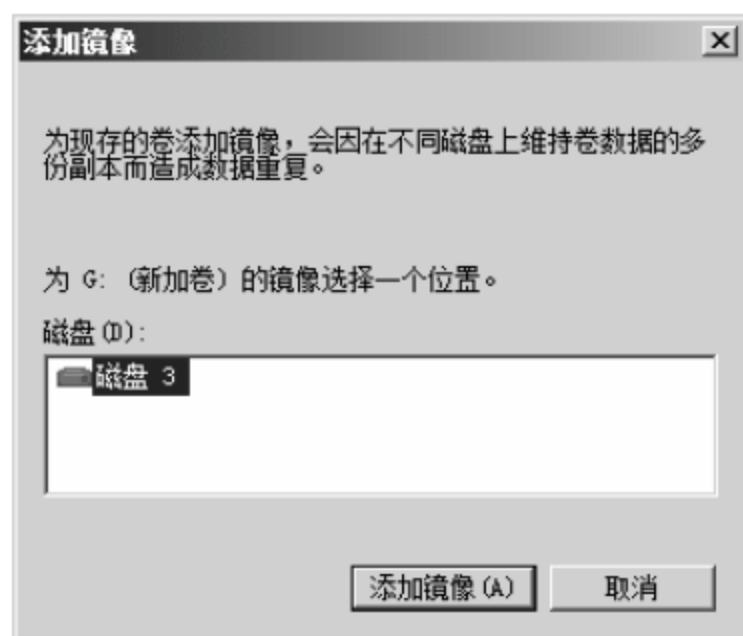 添加镜像
为现存的卷添加镜像，会因在不同磁盘上维持卷数据的多
份副本而造成数据重复。
为 G: （新加卷）的镜像选择一个位置。
磁盘(D):
磁盘 3
添加镜像(A)
取消